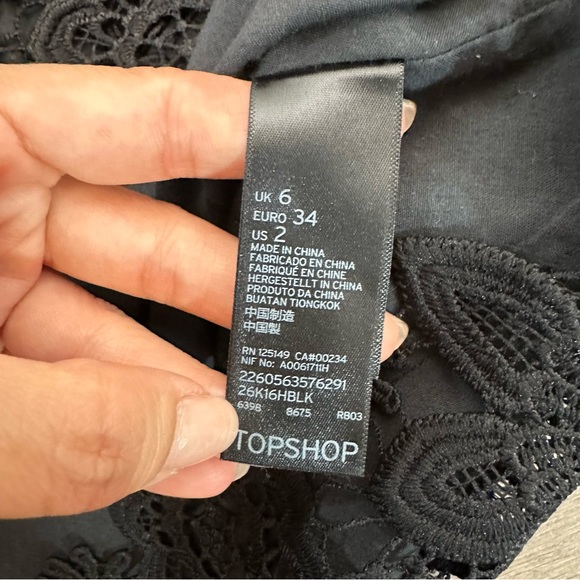 UK 6
EURO 34
US 2
MADE IN CHINA
FABRICADO EN CHINA
FABRIQUÉ EN CHINE
HERGESTELLT IN CHINA
PRODUTO DA CHINA
BUATAN TIONGKOK
中国制造
中国製
RN 125149 CA#00234
NIF No: A0061711H
2260563576291
26K16HBLK
6398 8675 R803
TOPSHOP